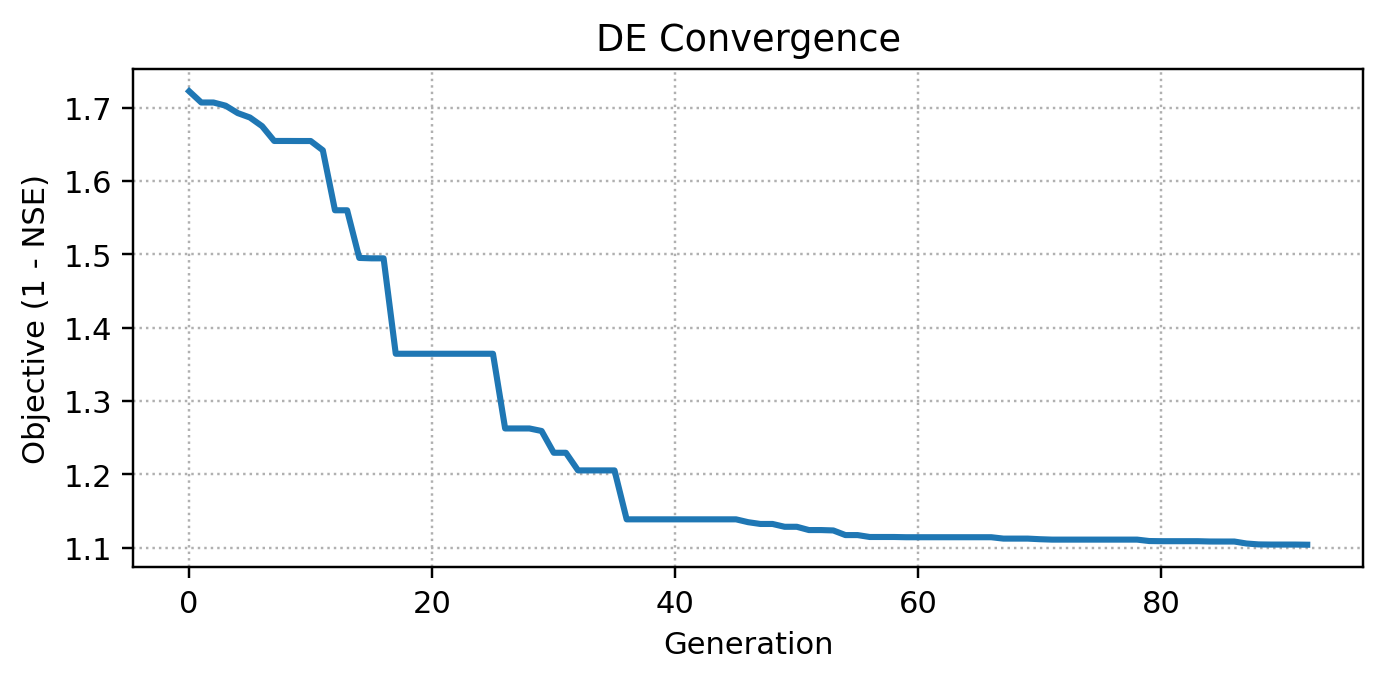 DE Convergence
Objective (1 - NSE)
1.7
1.6
1.5
1.4
1.3
1.2
1.1
0 20 40 60 80
Generation